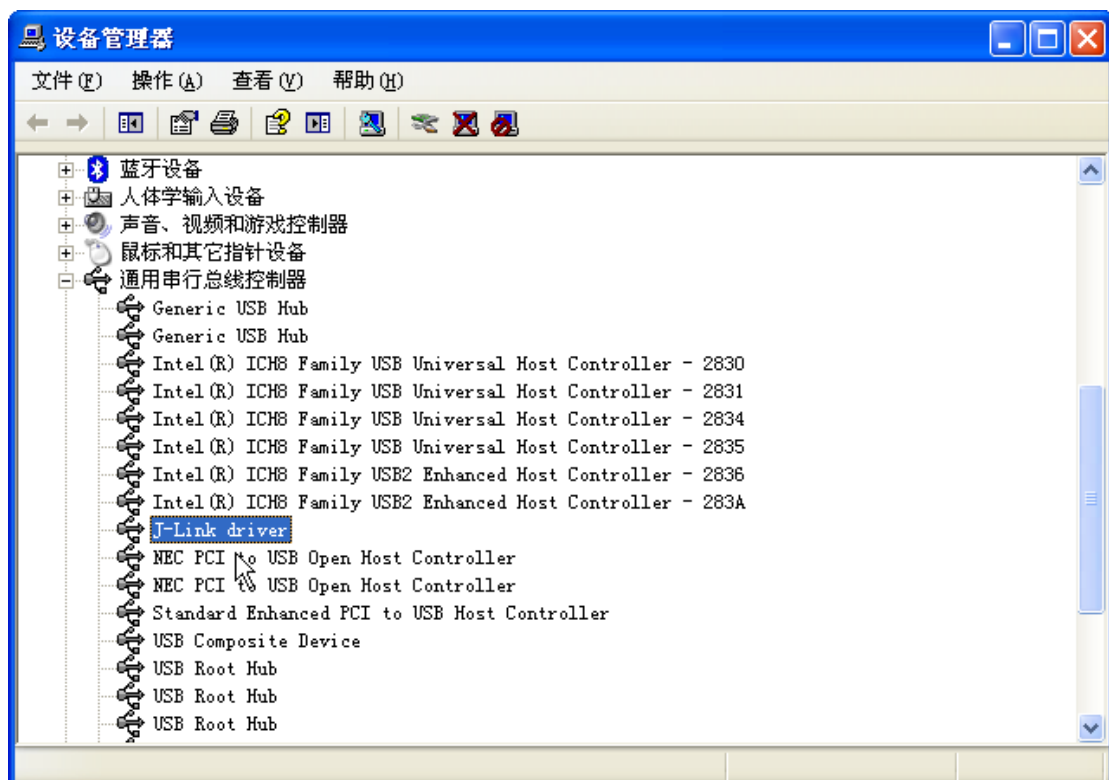 设备管理器
文件(F) 操作(A) 查看(V) 帮助(H)
蓝牙设备
人体学输入设备
声音、视频和游戏控制器
鼠标和其它指针设备
通用串行总线控制器
Generic USB Hub
Generic USB Hub
Intel(R) ICH8 Family USB Universal Host Controller - 2830
Intel(R) ICH8 Family USB Universal Host Controller - 2831
Intel(R) ICH8 Family USB Universal Host Controller - 2834
Intel(R) ICH8 Family USB Universal Host Controller - 2835
Intel(R) ICH8 Family USB2 Enhanced Host Controller - 2836
Intel(R) ICH8 Family USB2 Enhanced Host Controller - 283A
J-Link driver
NEC PCI to USB Open Host Controller
NEC PCI to USB Open Host Controller
Standard Enhanced PCI to USB Host Controller
USB Composite Device
USB Root Hub
USB Root Hub
USB Root Hub